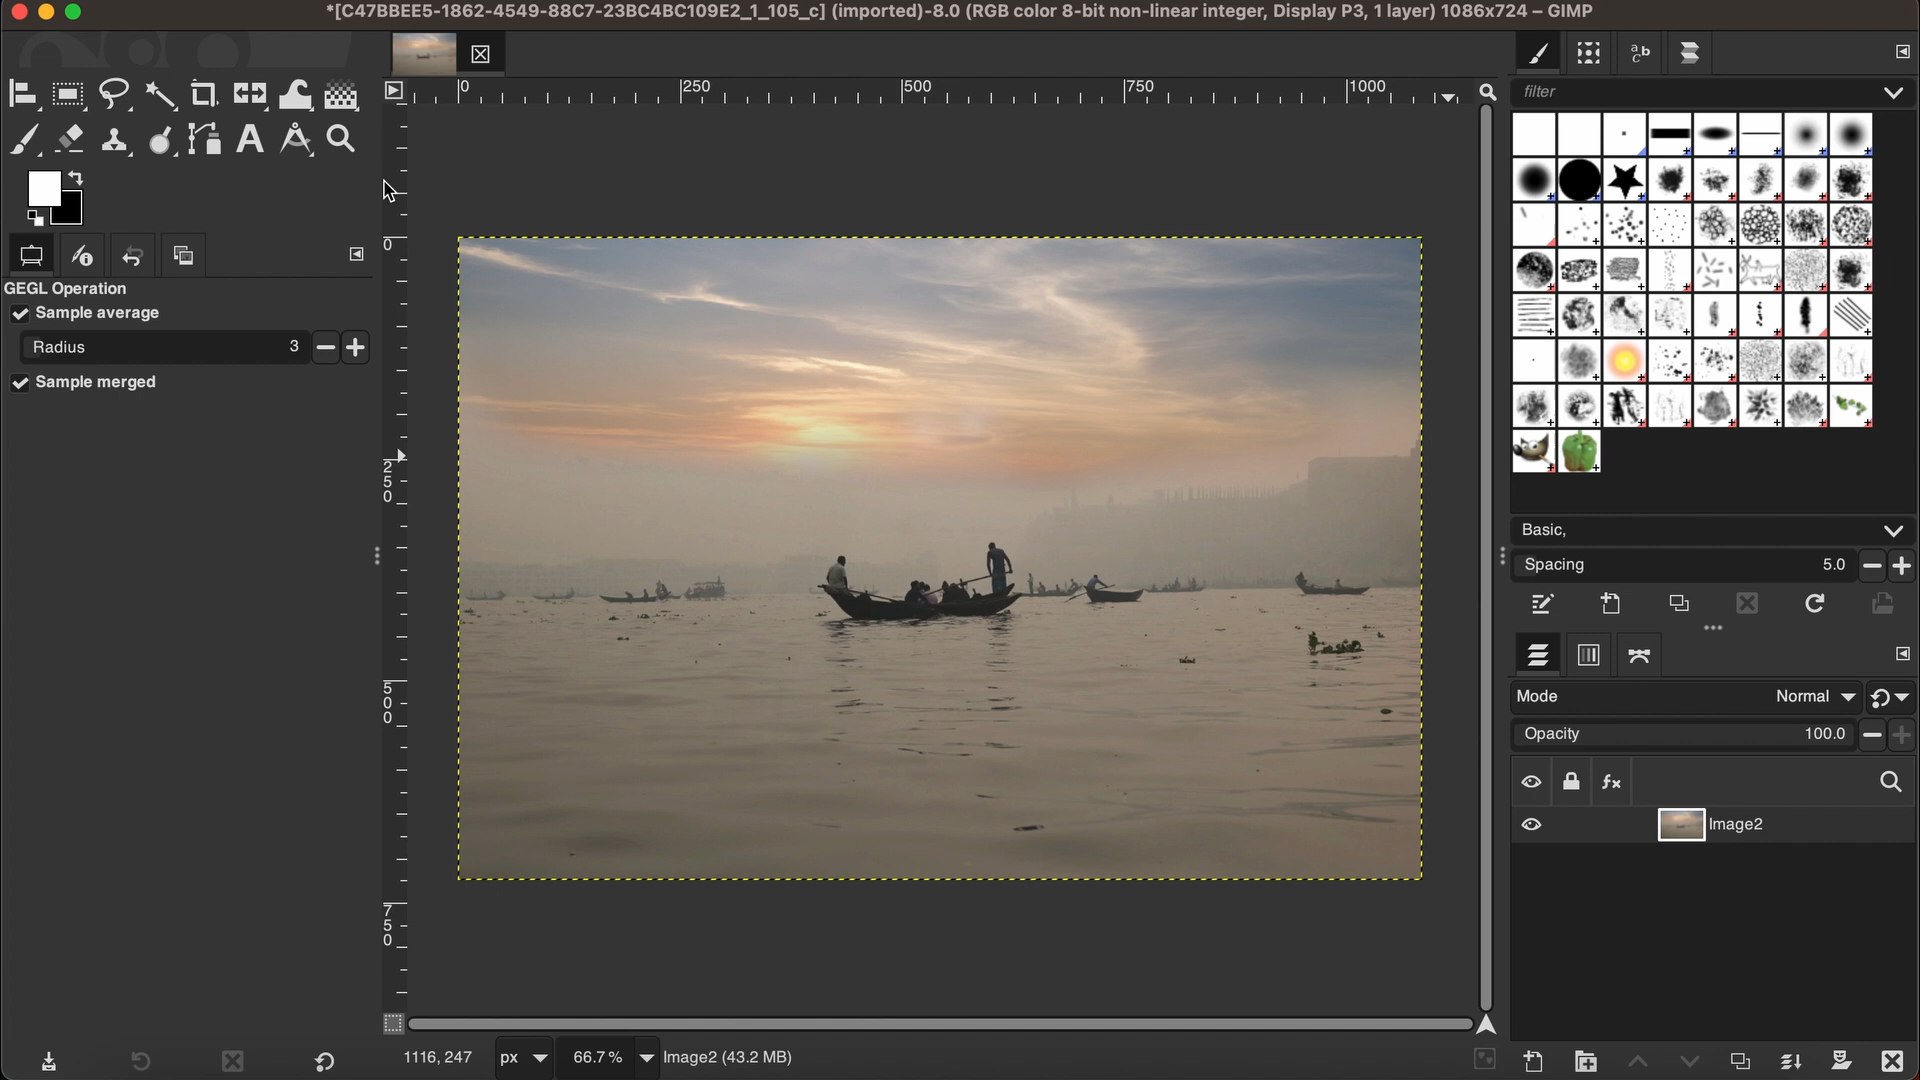 *[C47BBEE5-1862-4549-88C7-23BC4BC109E2_1_105_c] (imported)-8.0 (RGB color 8-bit non-linear integer, Display P3, 1 layer) 1086x724 – GIMP
0 250 500 750 1000
filter
0
250
500
750
GEGL Operation
Sample average
Radius 3
Sample merged
Basic,
Spacing 5.0
Mode Normal
Opacity 100.0
fx
Image2
1116, 247 px 66.7 % Image2 (43.2 MB)